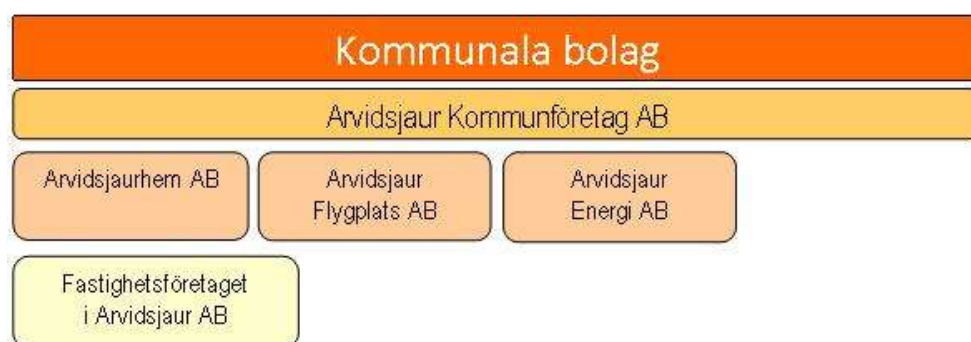 Kommunala bolag
Arvidsjaur Kommunföretag AB
Arvidsjaurhem AB
Arvidsjaur
Flygplats AB
Arvidsjaur
Energi AB
Fastighetsföretaget
i Arvidsjaur AB